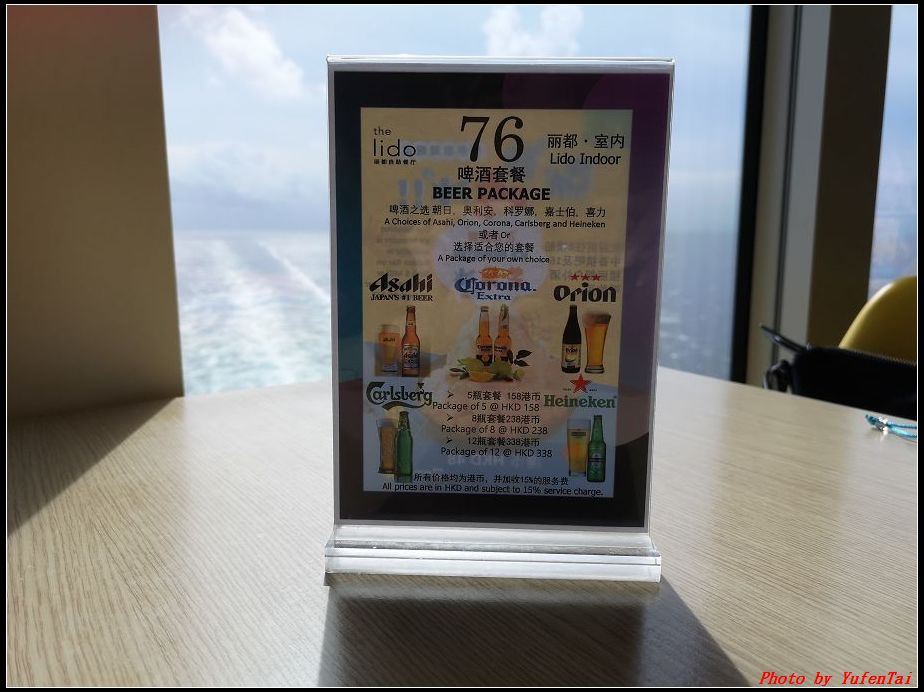 the
lido
丽都自助餐厅
76
丽都·室内
Lido Indoor
啤酒套餐
BEER PACKAGE
啤酒之选 朝日，奥利安，科罗娜，嘉士伯，喜力
A Choices of Asahi, Orion, Corona, Carlsberg and Heineken
或者 Or
选择适合您的套餐
A Package of your own choice
Asahi
JAPAN'S #1 BEER
Corona.
Extra
Orion
Carlsberg
Heineken
➢ 5瓶套餐 158港币
Package of 5 @ HKD 158
➢ 8瓶套餐238港币
Package of 8 @ HKD 238
➢ 12瓶套餐338港币
Package of 12 @ HKD 338
所有价格均为港币，并加收15%的服务费
All prices are in HKD and subject to 15% service charge.
Photo by YufenTai